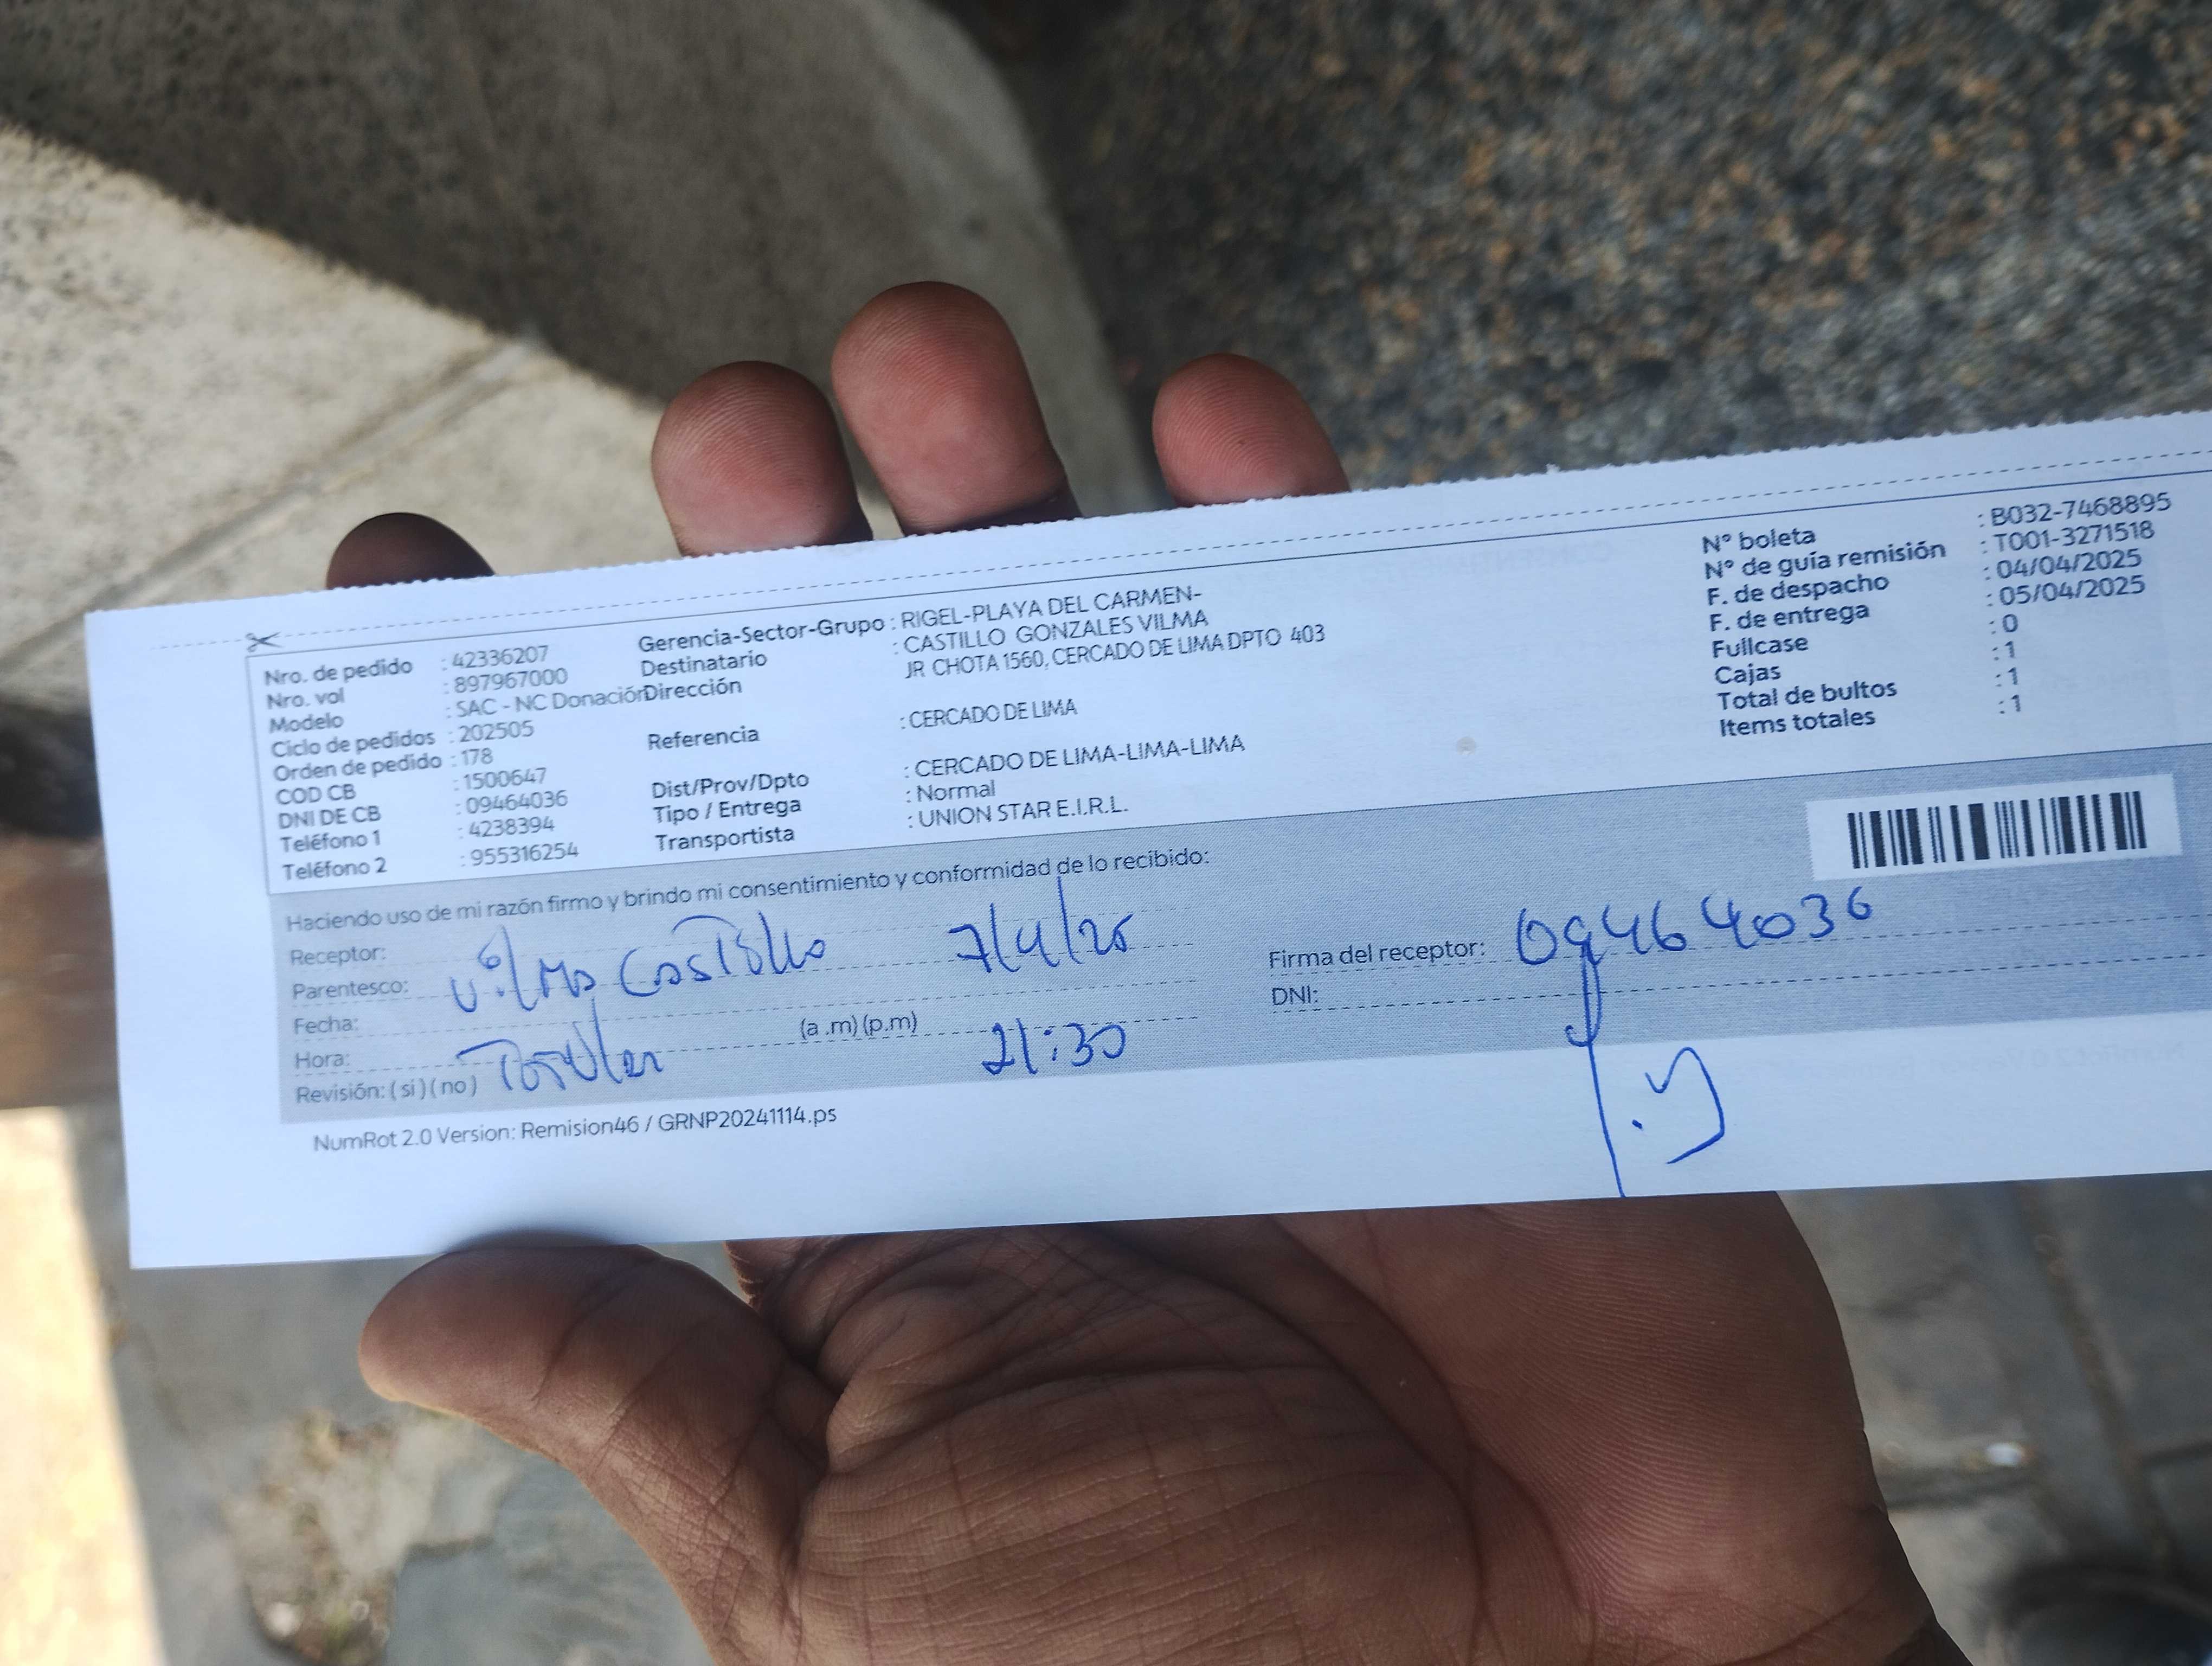 Nro. de pedido : 42336207
Nro. vol : 897967000
Modelo : SAC - NC Donación
Ciclo de pedidos : 202505
Orden de pedido : 178
COD CB : 1500647
DNI DE CB : 09464036
Teléfono 1 : 4238394
Teléfono 2 : 955316254
Gerencia-Sector-Grupo : RIGEL-PLAYA DEL CARMEN-
Destinatario : CASTILLO GONZALES VILMA
Dirección JR CHOTA 1560, CERCADO DE LIMA DPTO 403
Referencia : CERCADO DE LIMA
Dist/Prov/Dpto : CERCADO DE LIMA-LIMA-LIMA
Tipo / Entrega : Normal
Transportista : UNION STAR E.I.R.L.
N° boleta : B032-7468895
N° de guía remisión : T001-3271518
F. de despacho : 04/04/2025
F. de entrega : 05/04/2025
Fullcase : 0
Cajas : 1
Total de bultos : 1
Items totales : 1
Haciendo uso de mi razón firmo y brindo mi consentimiento y conformidad de lo recibido:
Receptor:
Parentesco: Vilma Castillo 7/4/25
Fecha:
Hora: (a .m) (p.m) 21:30
Revisión: ( si ) ( no )
Firma del receptor: 09464036
DNI:
NumRot 2.0 Version: Remision46 / GRNP20241114.ps